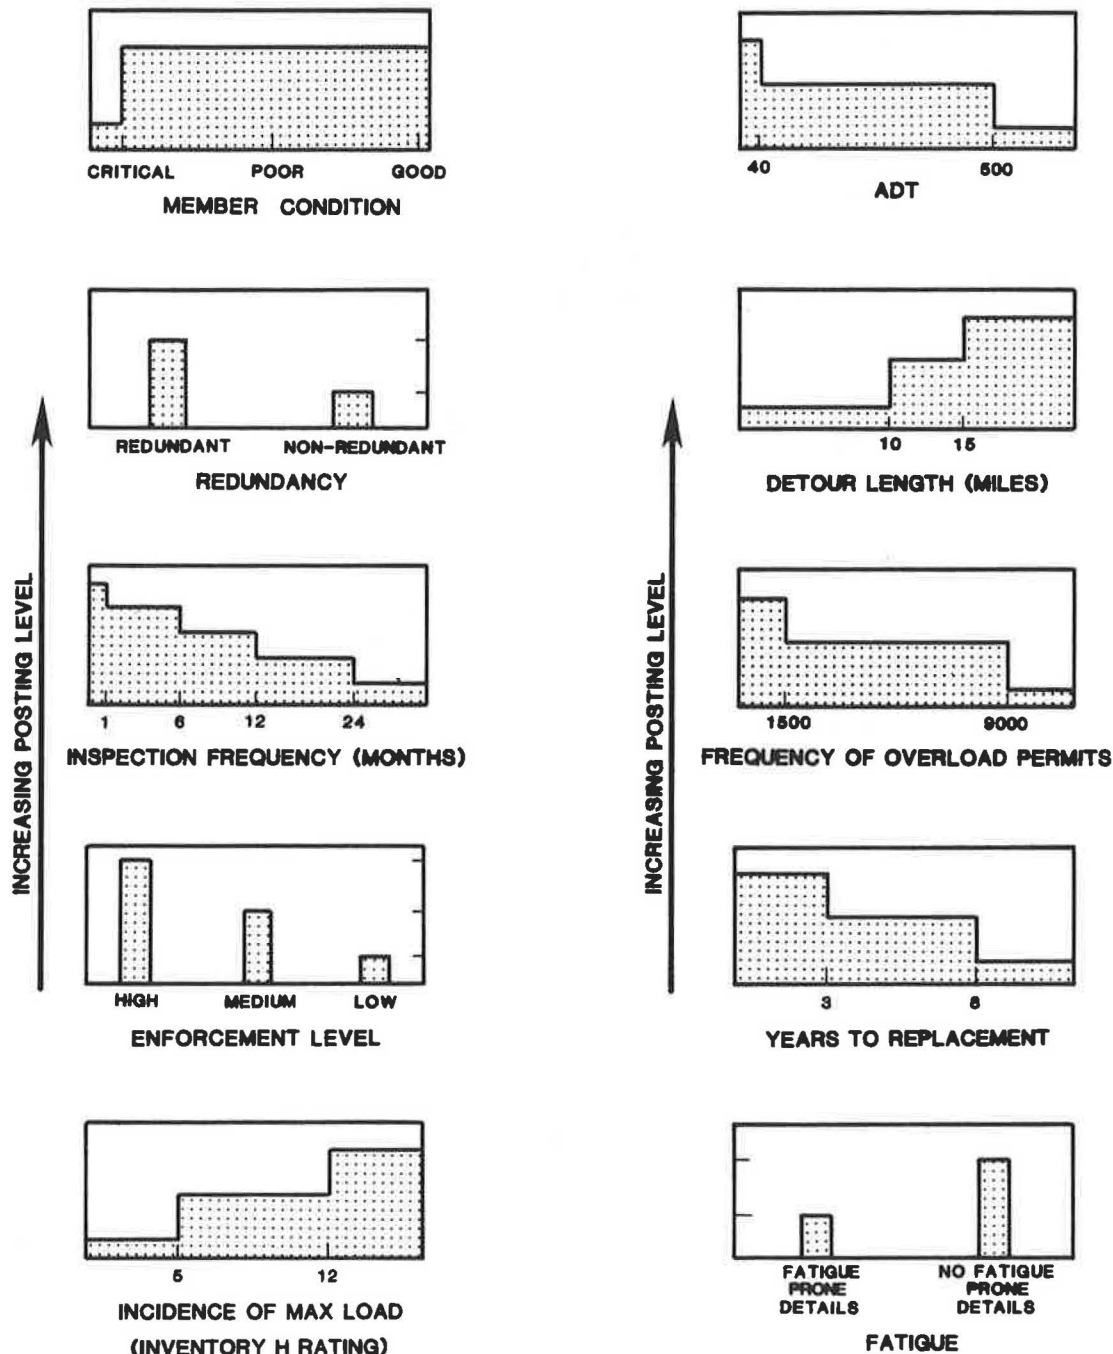 CRITICAL POOR GOOD
MEMBER CONDITION
REDUNDANT NON-REDUNDANT
REDUNDANCY
1 6 12 24
INSPECTION FREQUENCY (MONTHS)
HIGH MEDIUM LOW
ENFORCEMENT LEVEL
5 12
INCIDENCE OF MAX LOAD
(INVENTORY H RATING)
INCREASING POSTING LEVEL
40 500
ADT
10 15
DETOUR LENGTH (MILES)
1500 9000
FREQUENCY OF OVERLOAD PERMITS
3 8
YEARS TO REPLACEMENT
FATIGUE NO FATIGUE
PRONE PRONE
DETAILS DETAILS
FATIGUE
INCREASING POSTING LEVEL